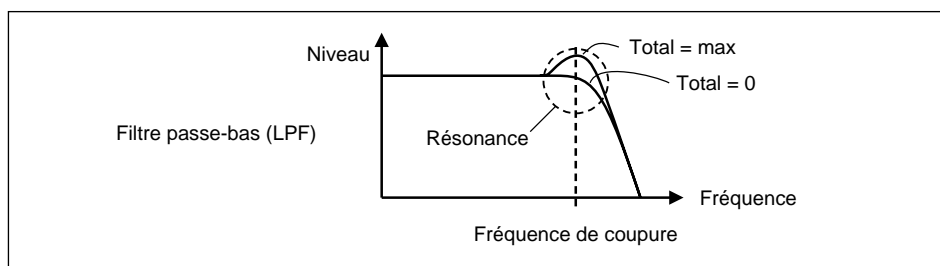 Niveau
Total = max
Total = 0
Filtre passe-bas (LPF)
Résonance
Fréquence
Fréquence de coupure